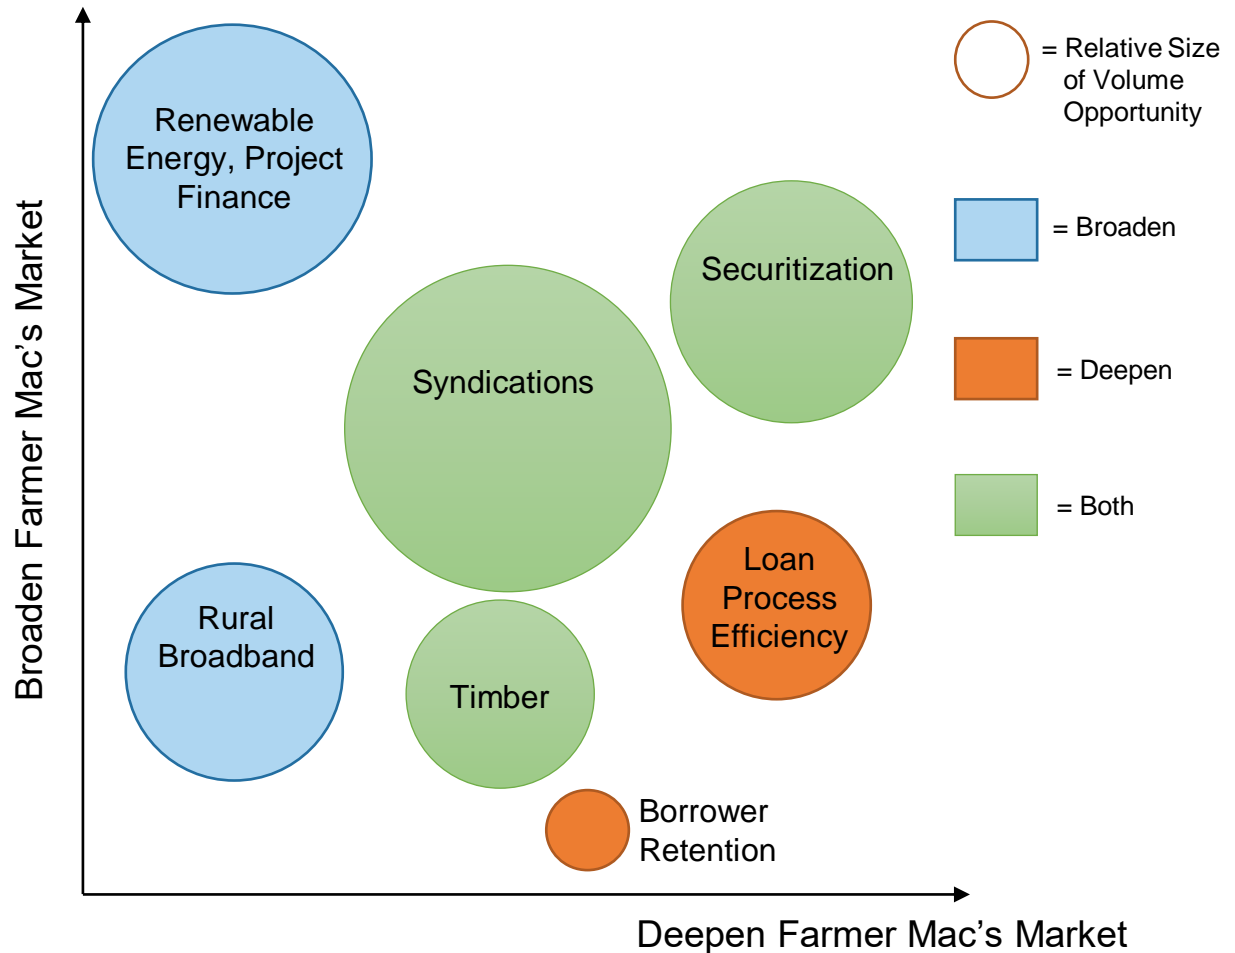 Broaden Farmer Mac’s Market
Renewable
Energy, Project
Finance
Securitization
Syndications
Loan
Process
Efficiency
Rural
Broadband
Timber
Borrower
Retention
Deepen Farmer Mac’s Market
= Relative Size
of Volume
Opportunity
= Broaden
= Deepen
= Both